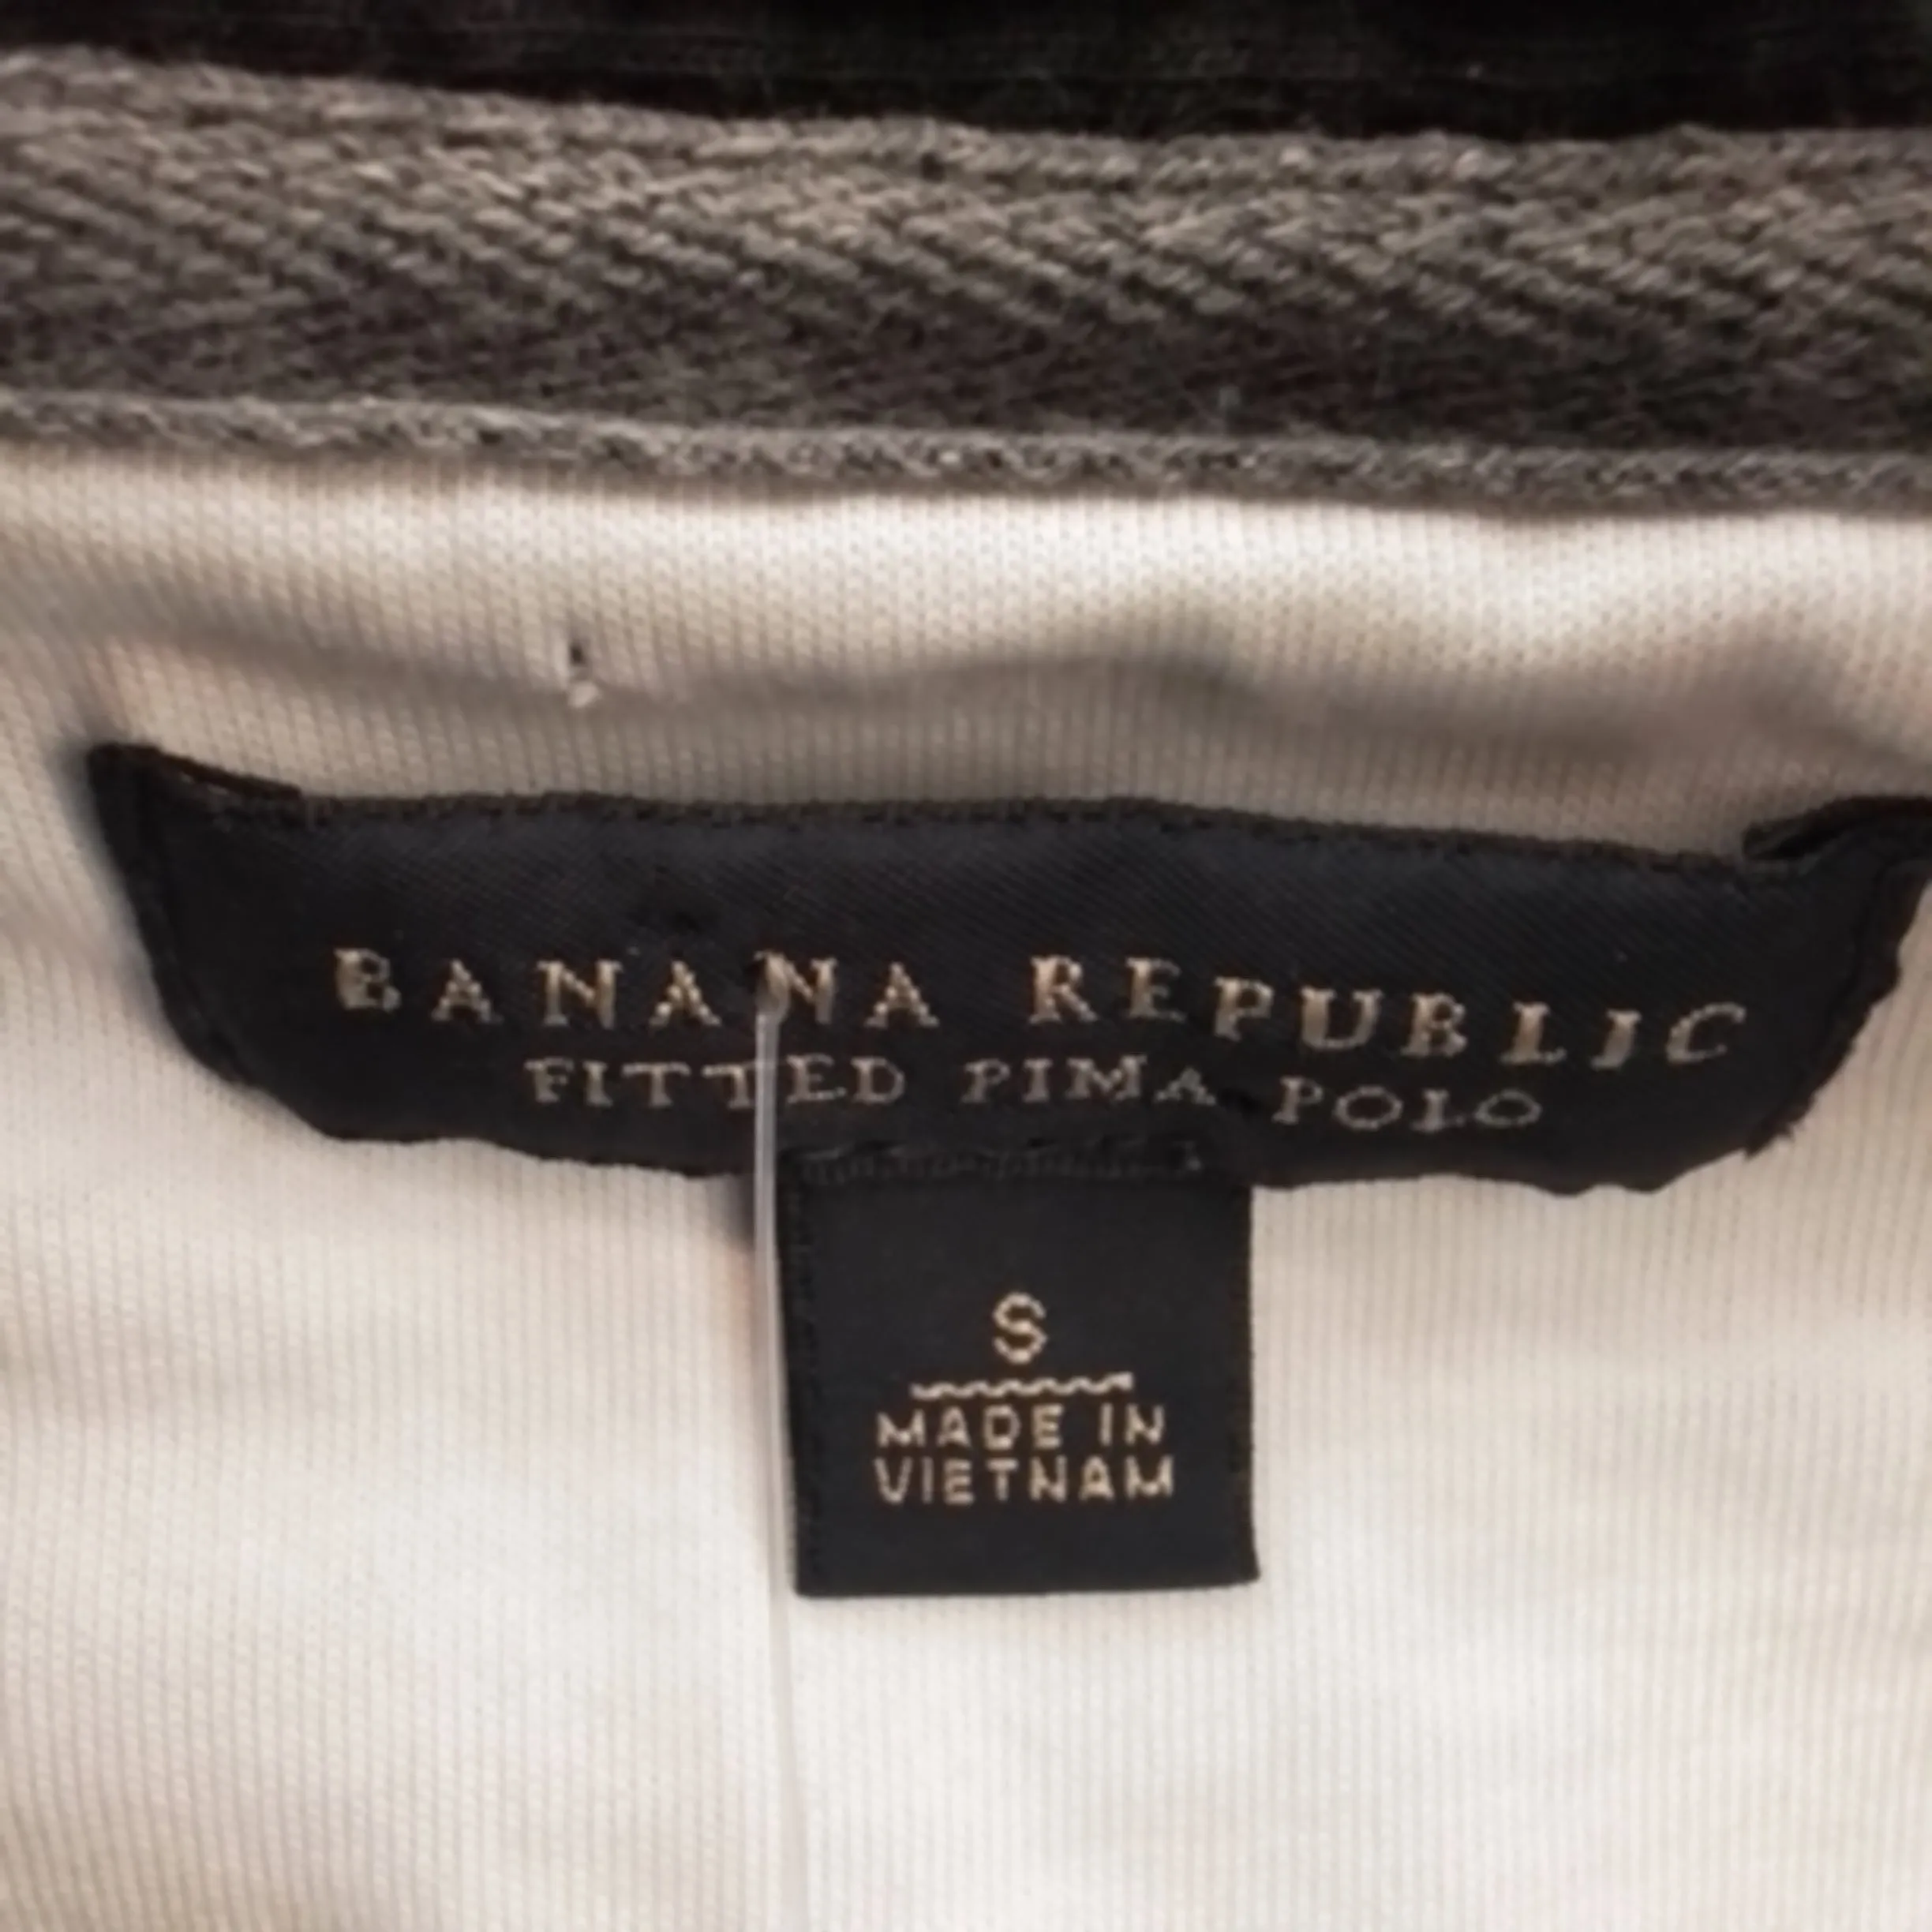 BANANA REPUBLIC
FITTED PIMA POLO
S
MADE IN
VIETNAM